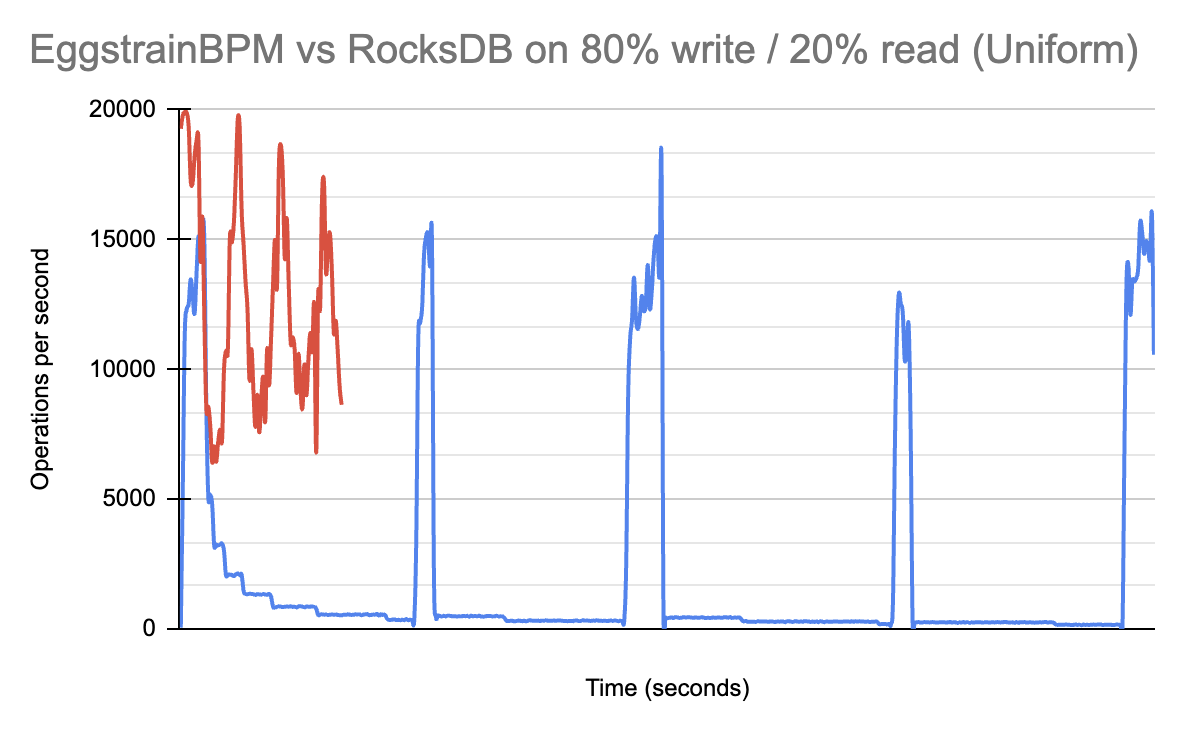 EggstrainBPM vs RocksDB on 80% write / 20% read (Uniform)
20000
15000
10000
5000
0
Operations per second
Time (seconds)